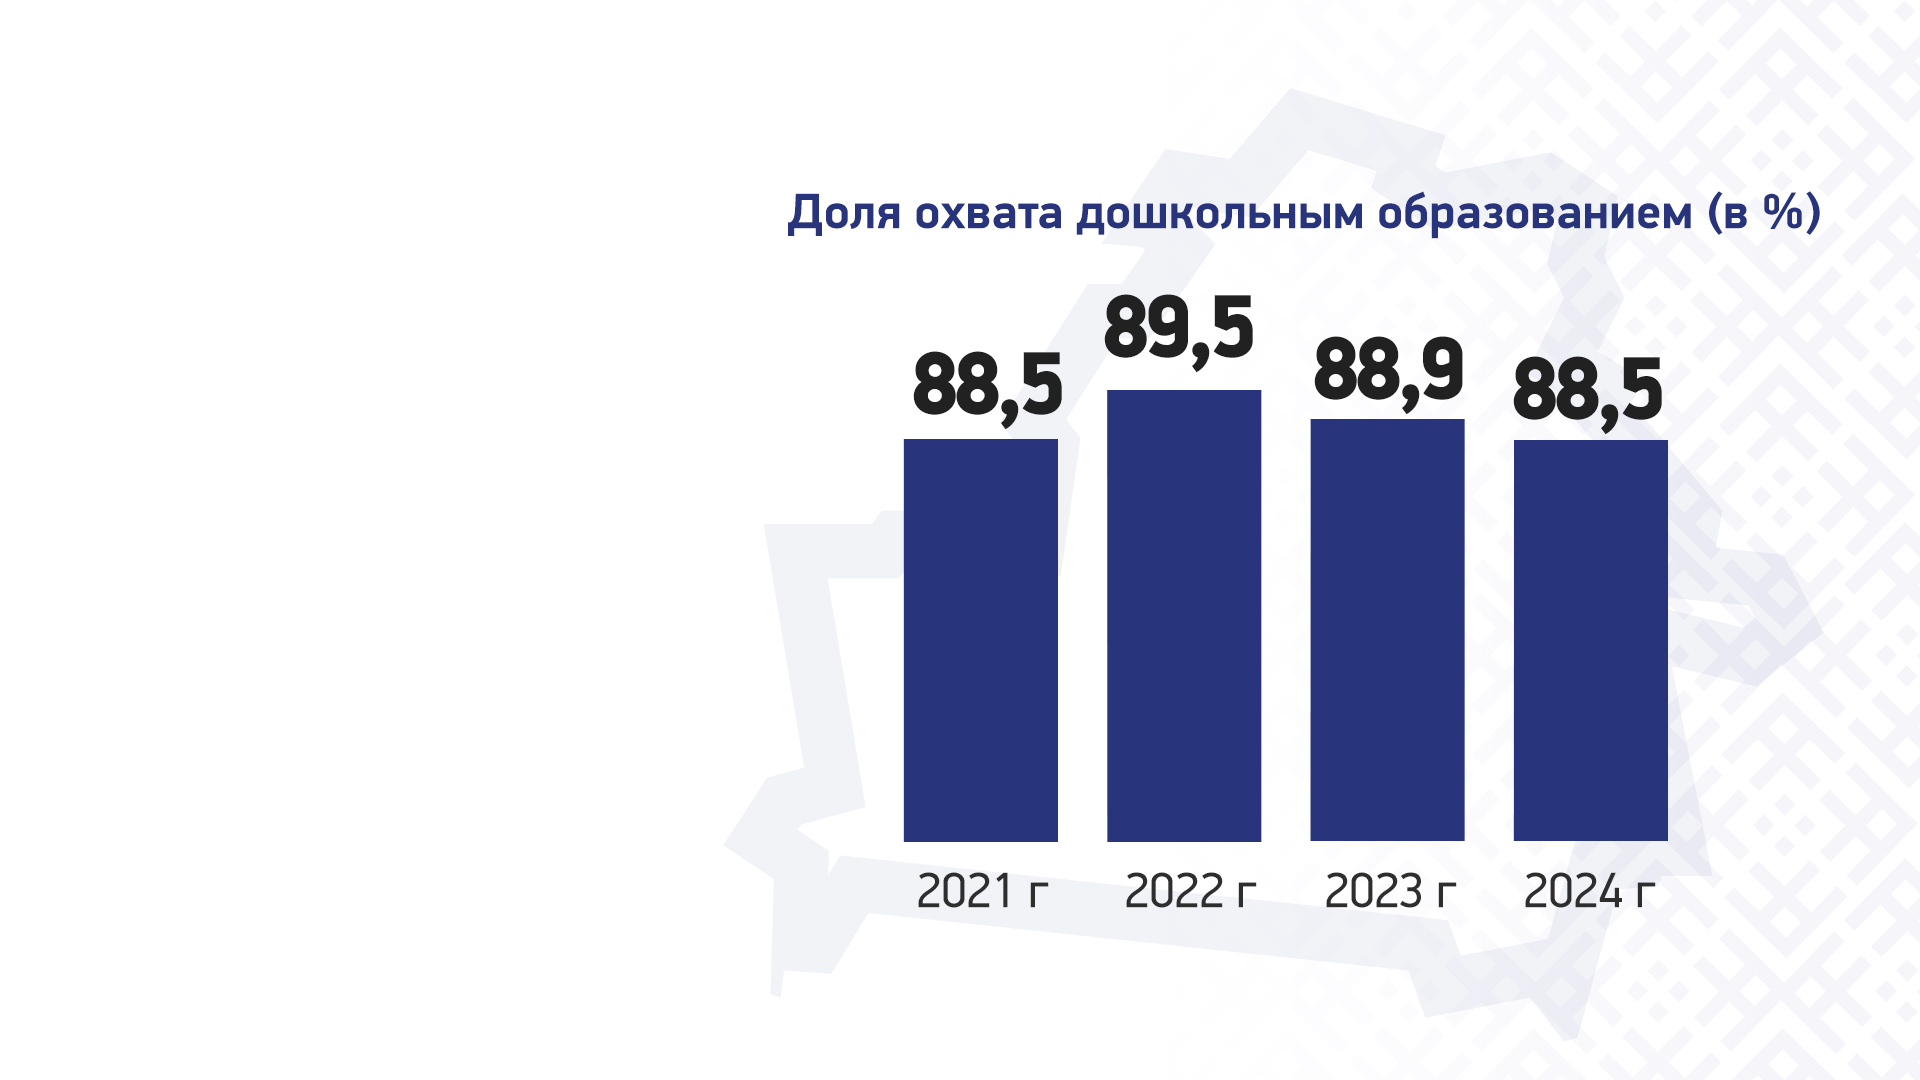 Доля охвата дошкольным образованием (в %)
88,5
89,5
88,9
88,5
2021 г
2022 г
2023 г
2024 г